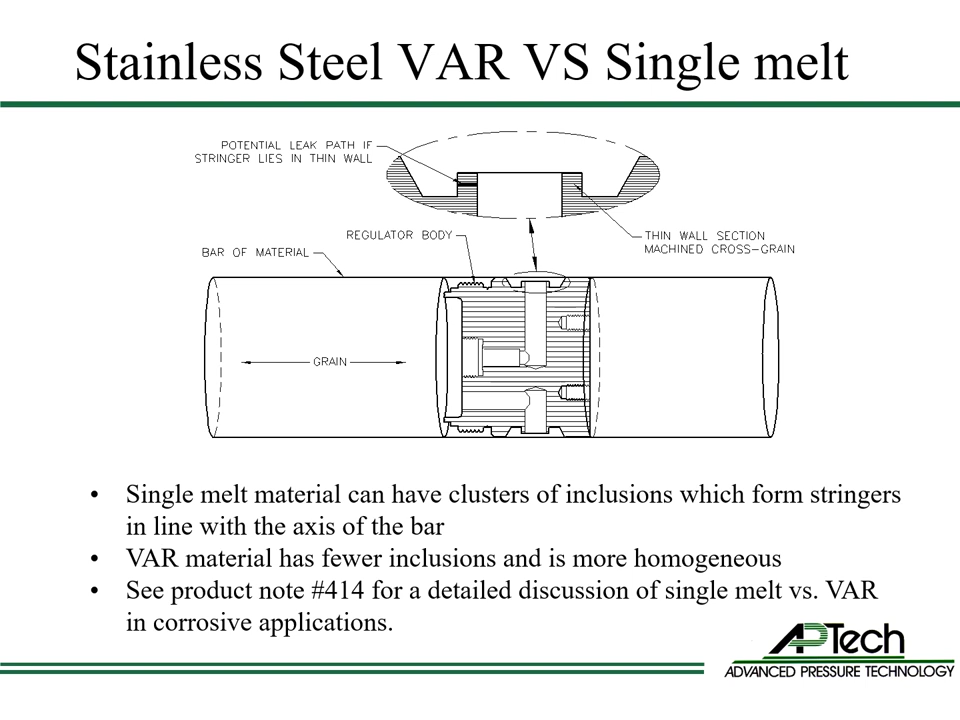 Stainless Steel VAR VS Single melt
POTENTIAL LEAK PATH IF
STRINGER LIES IN THIN WALL
REGULATOR BODY
THIN WALL SECTION
MACHINED CROSS-GRAIN
BAR OF MATERIAL
GRAIN
• Single melt material can have clusters of inclusions which form stringers
in line with the axis of the bar
• VAR material has fewer inclusions and is more homogeneous
• See product note #414 for a detailed discussion of single melt vs. VAR
in corrosive applications.
APTech
ADVANCED PRESSURE TECHNOLOGY